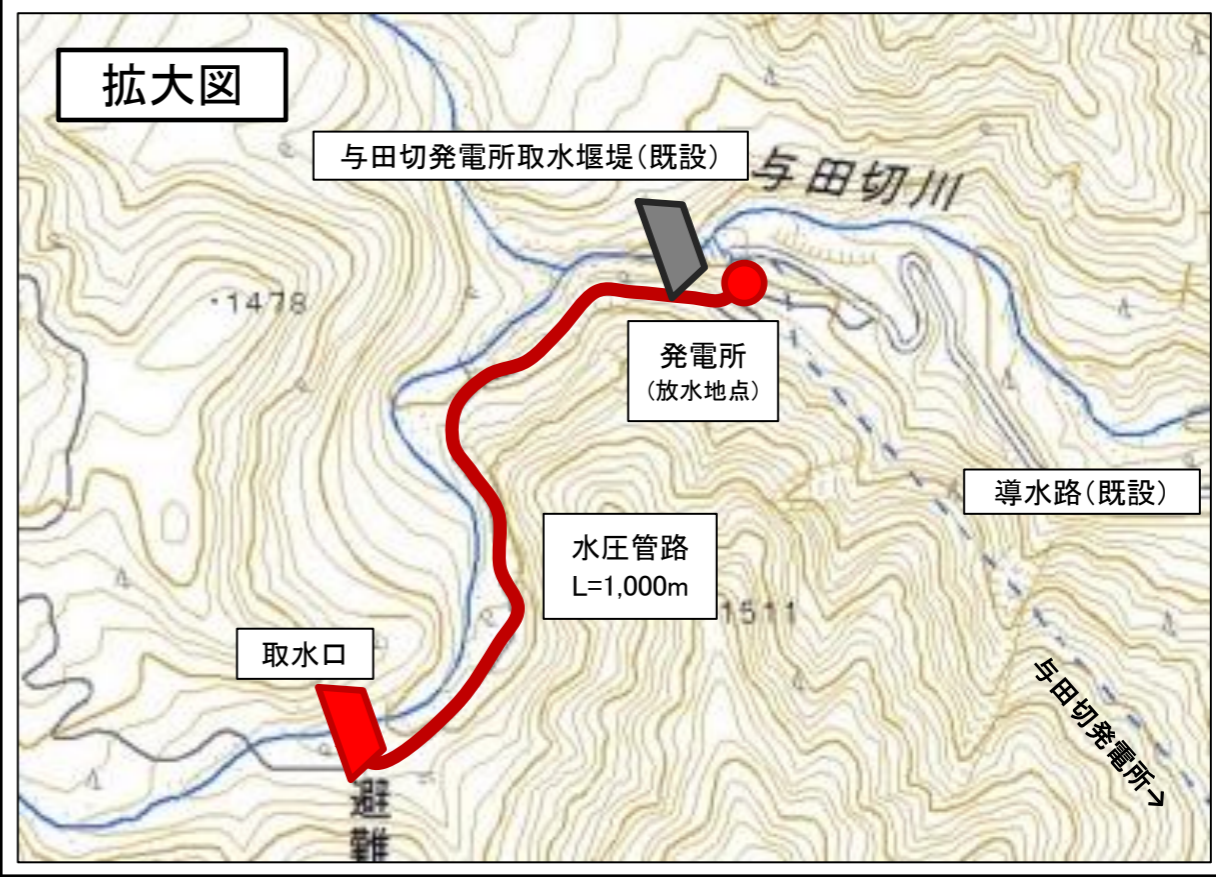 拡大図
与田切発電所取水堰堤(既設)
与田切川
1478
発電所
(放水地点)
導水路(既設)
水圧管路
L=1,000m
1511
取水口
与田切発電所→
避
難